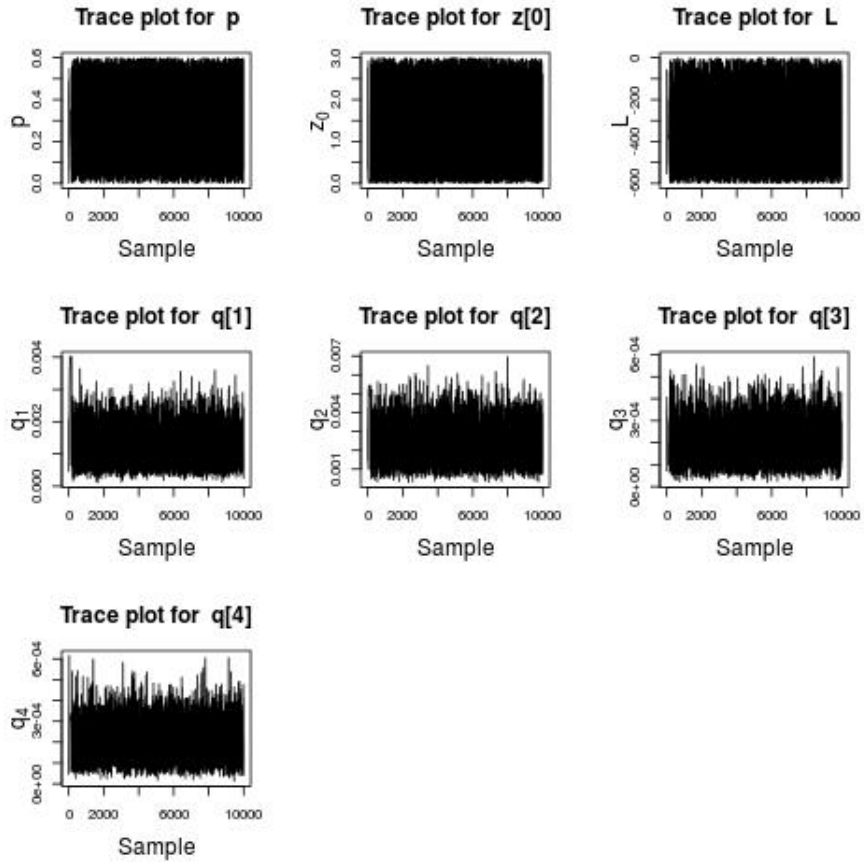 Trace plot for p
Trace plot for z[0]
Trace plot for L
p
0.0 0.2 0.4 0.6
0 2000 6000 10000
Sample
z0
0.0 1.0 2.0 3.0
0 2000 6000 10000
Sample
L
-600 -400 -200 0
0 2000 6000 10000
Sample
Trace plot for q[1]
Trace plot for q[2]
Trace plot for q[3]
q1
0.000 0.002 0.004
0 2000 6000 10000
Sample
q2
0.001 0.004 0.007
0 2000 6000 10000
Sample
q3
0e+00 3e-04 6e-04
0 2000 6000 10000
Sample
Trace plot for q[4]
q4
0e+00 3e-04 6e-04
0 2000 6000 10000
Sample